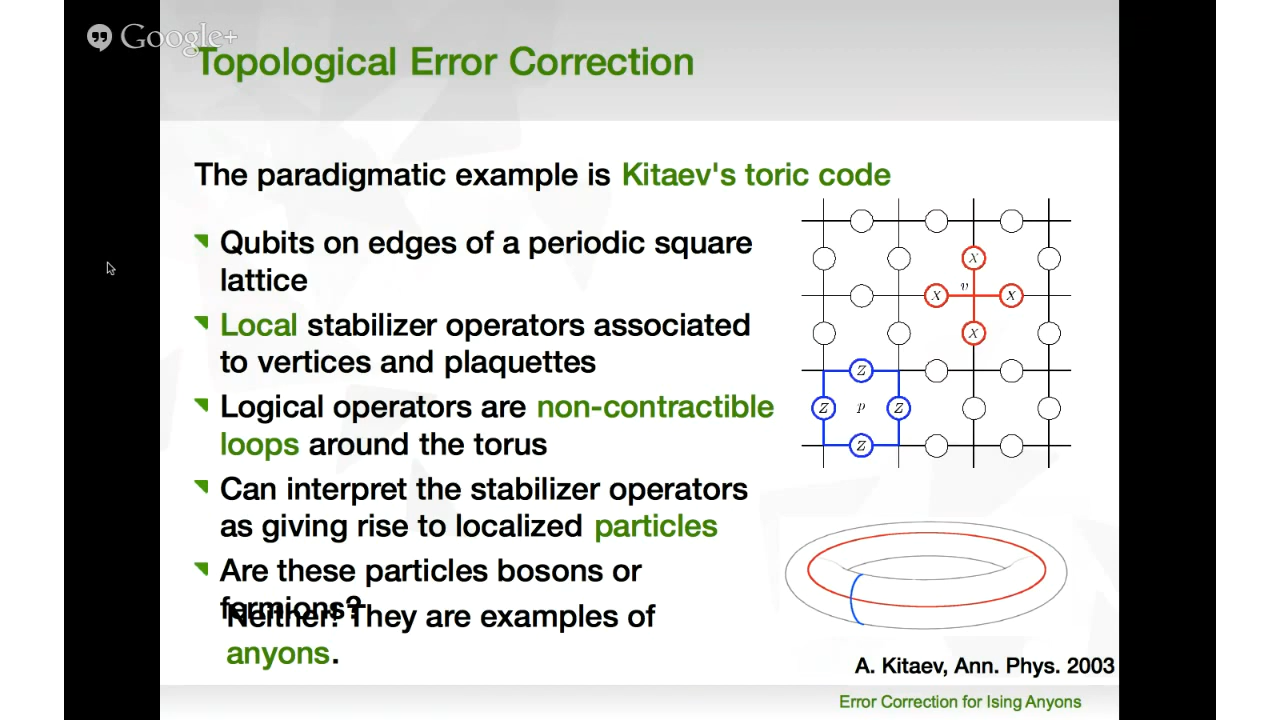 Google+
Topological Error Correction
The paradigmatic example is Kitaev's toric code
Qubits on edges of a periodic square
lattice
Local stabilizer operators associated
to vertices and plaquettes
Logical operators are non-contractible
loops around the torus
Can interpret the stabilizer operators
as giving rise to localized particles
Are these particles bosons or
fermions?
Neither! They are examples of
anyons.
X
v
X X
X
Z
Z p Z
Z
A. Kitaev, Ann. Phys. 2003
Error Correction for Ising Anyons